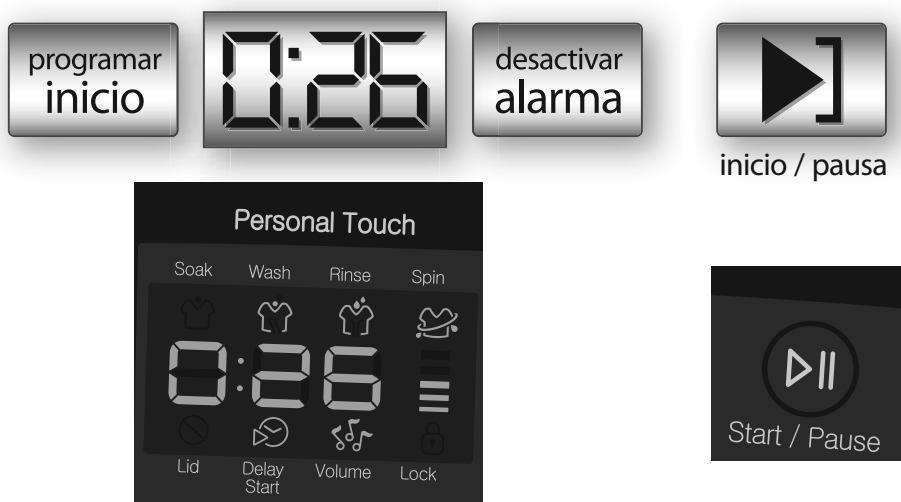 programar
inicio
0:26
desactivar
alarma
inicio / pausa
Personal Touch
Soak Wash Rinse Spin
0:26
Lid Delay Start Volume Lock
Start / Pause